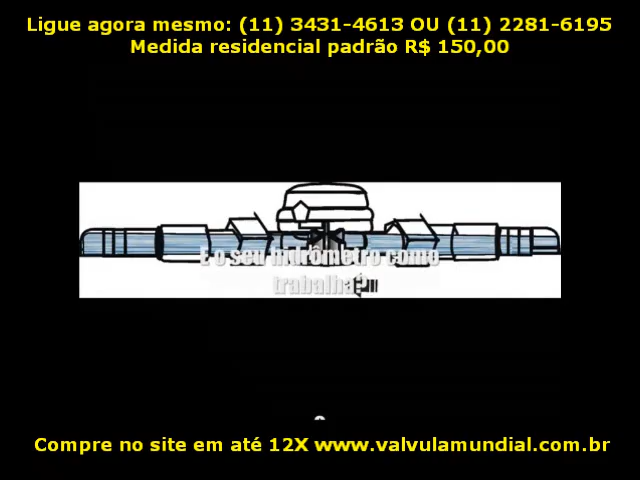 Ligue agora mesmo: (11) 3431-4613 OU (11) 2281-6195
Medida residencial padrão R$ 150,00
E o seu hidrômetro como
trabalha?
Compre no site em até 12X www.valvulamundial.com.br